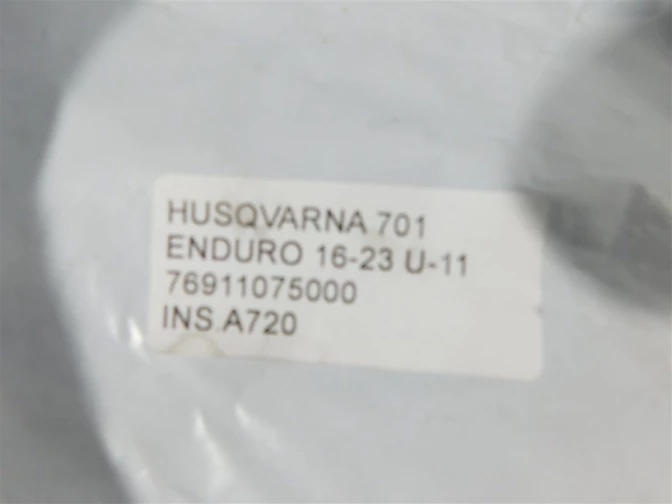 HUSQVARNA 701
ENDURO 16-23 U-11
76911075000
INS.A720